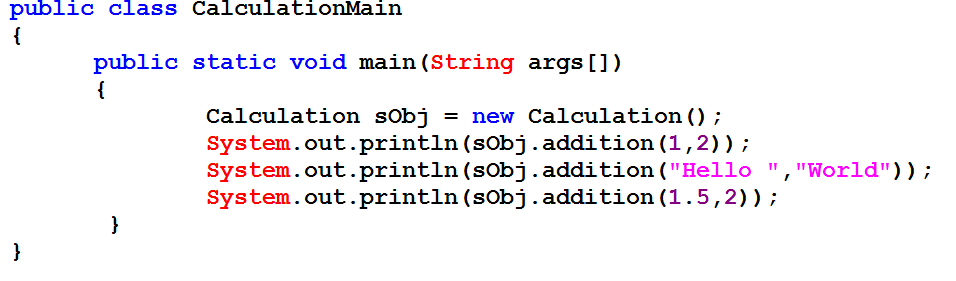 public class CalculationMain
{
public static void main(String args[])
{
Calculation sObj = new Calculation();
System.out.println(sObj.addition(1,2));
System.out.println(sObj.addition("Hello ","World"));
System.out.println(sObj.addition(1.5,2));
}
}